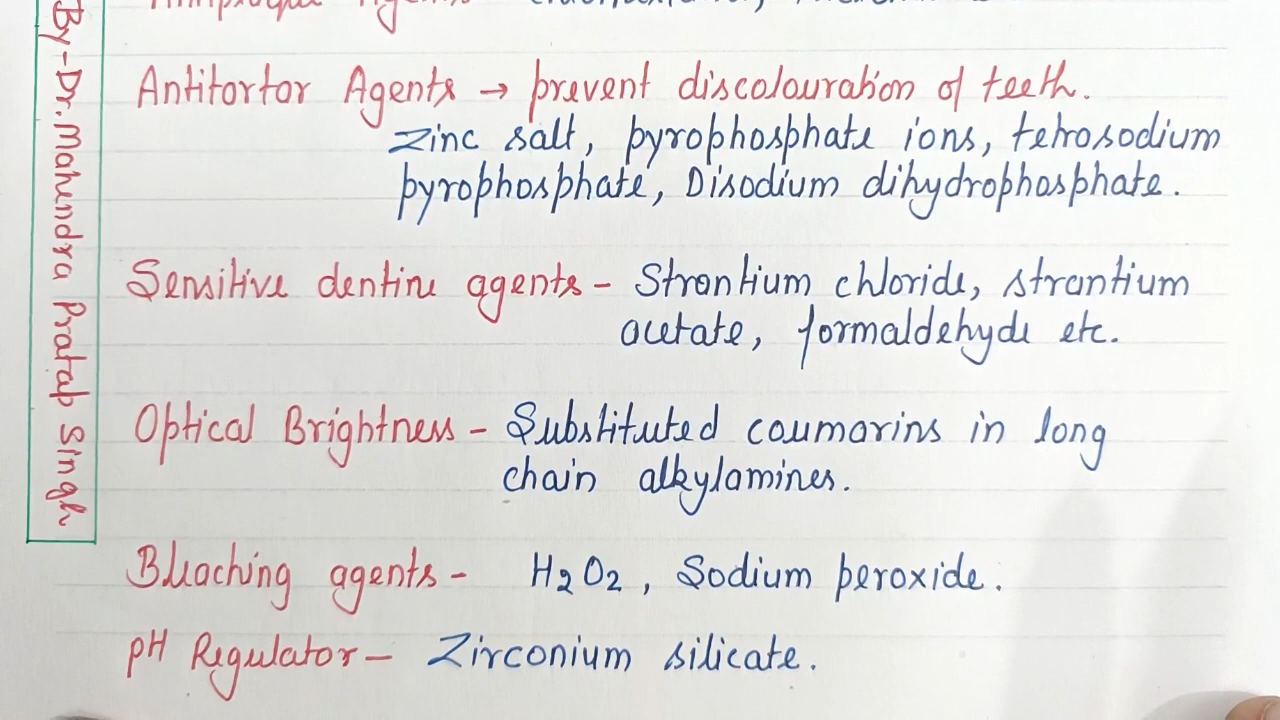 By-Dr. Mahendra Pratap Singh
Antitortor Agents → prevent discolouration of teeth.
Zinc salt, pyrophosphate ions, tetrosodium
pyrophosphate, Disodium dihydrophosphate.
Sensitive dentine agents - Strontium chloride, strontium
acetate, formaldehyde etc.
Optical Brightness - Substituted coumarins in long
chain alkylamines.
Bleaching agents - H2O2, Sodium peroxide.
pH Regulator - Zirconium silicate.